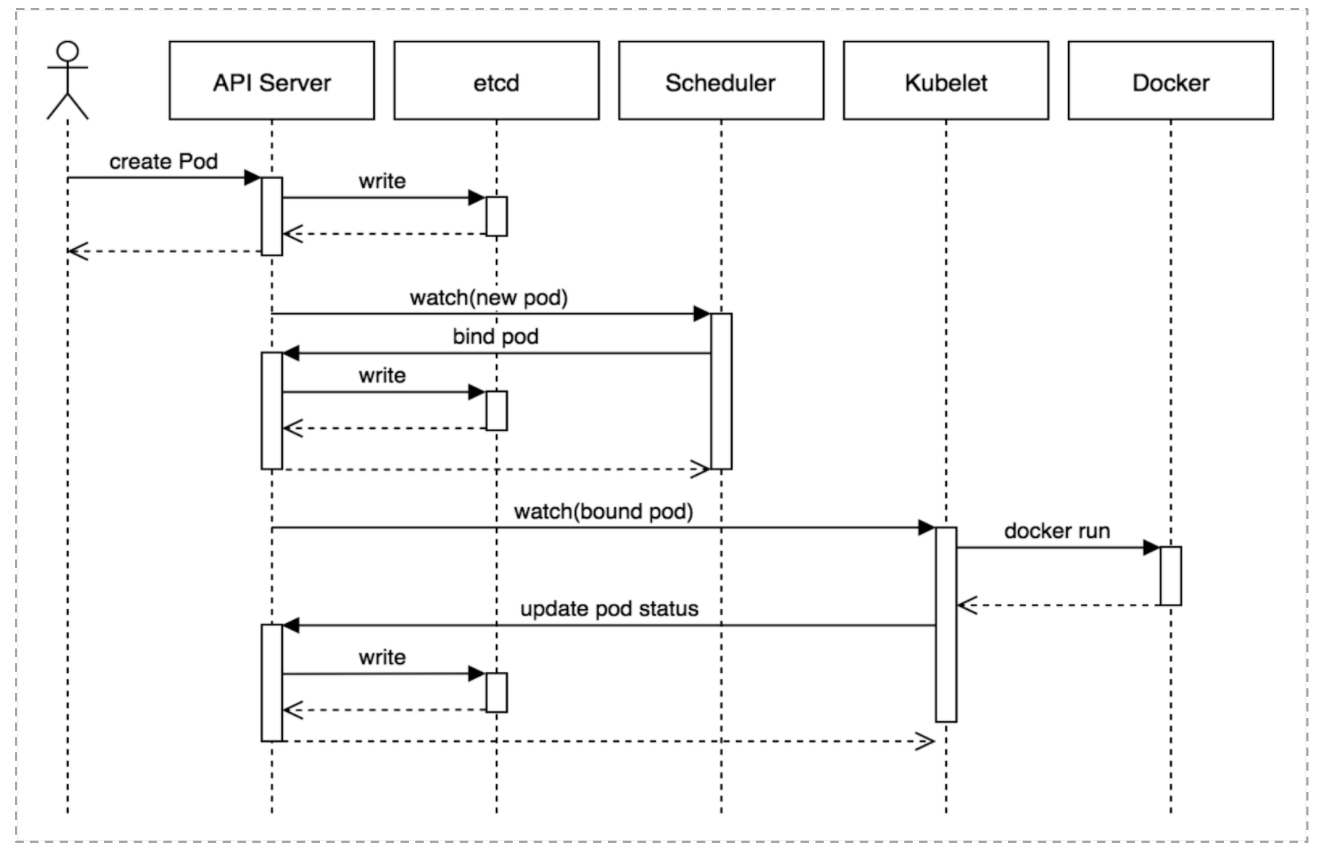 API Server
etcd
Scheduler
Kubelet
Docker
create Pod
write
watch(new pod)
bind pod
write
watch(bound pod)
docker run
update pod status
write